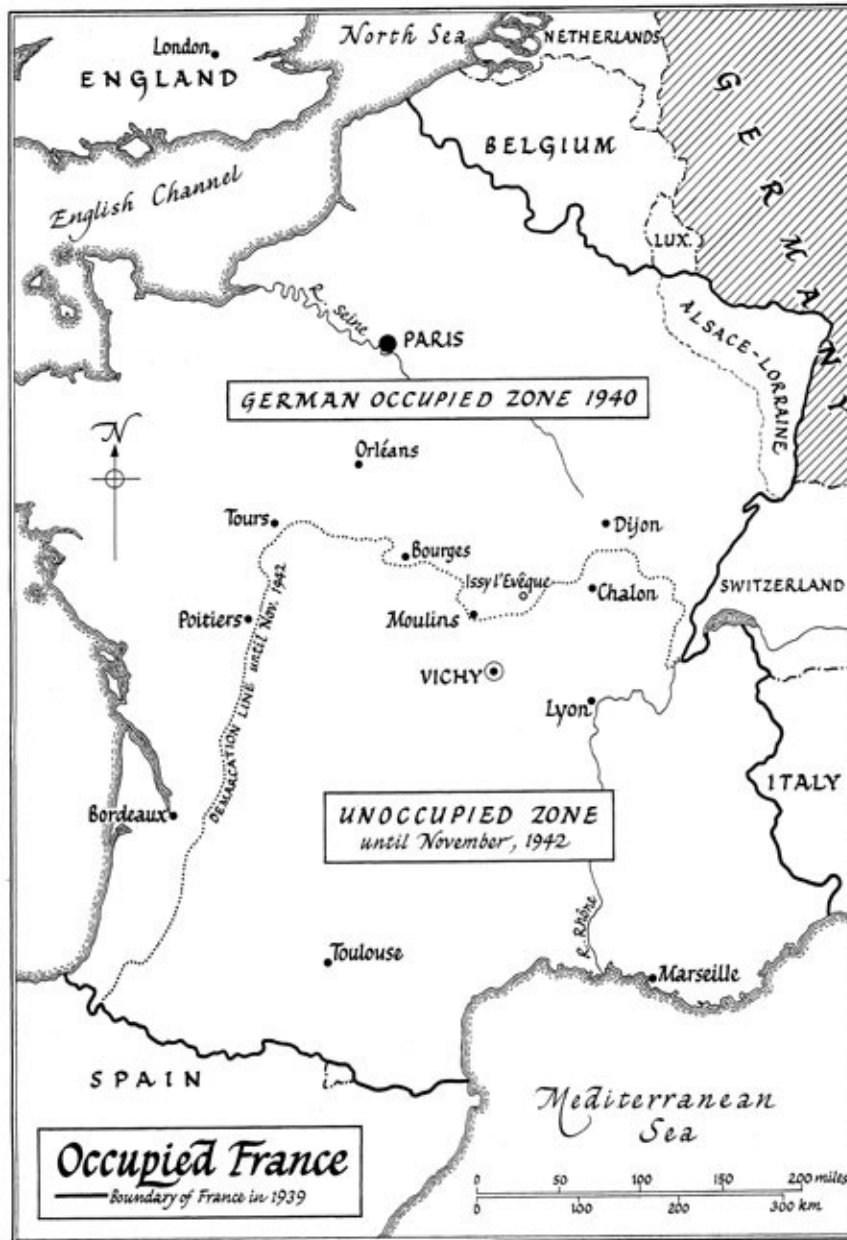 London
ENGLAND
North Sea
NETHERLANDS
GERMANY
BELGIUM
English Channel
LUX.
ALSACE-LORRAINE
R. Seine
PARIS
GERMAN OCCUPIED ZONE 1940
N
Orléans
Tours
Dijon
Bourges
Issy l'Evêque
Chalon
SWITZERLAND
Poitiers
Moulins
DEMARCATION LINE until Nov. 1942
VICHY
Lyon
ITALY
Bordeaux
UNOCCUPIED ZONE
until November, 1942
R. Rhône
Toulouse
Marseille
SPAIN
Mediterranean
Sea
Occupied France
Boundary of France in 1939
0 50 100 150 200 miles
0 100 200 300 km